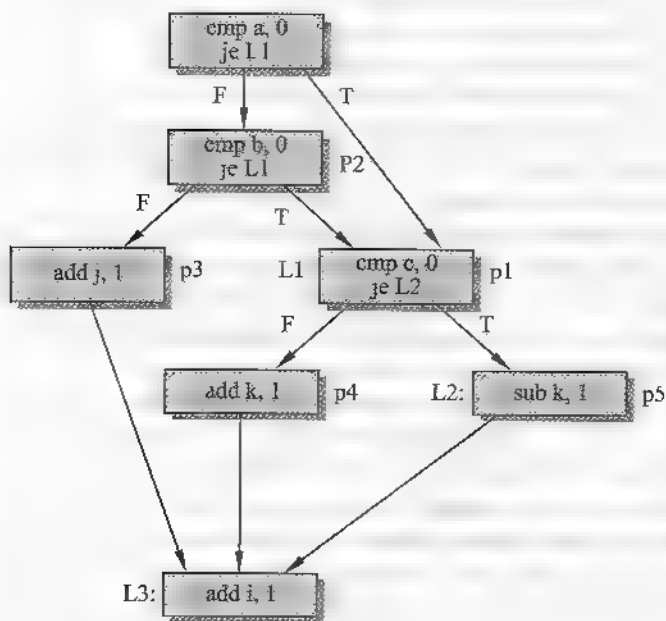 cmp a, 0
je L1
F
T
cmp b, 0
je L1
P2
F
T
add j, 1
p3
L1
cmp c, 0
je L2
p1
F
T
add k, 1
p4
L2:
sub k, 1
p5
L3:
add i, 1